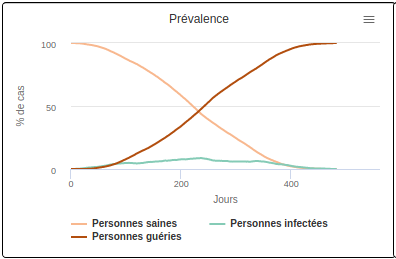 Prévalence
% de cas
100
50
0
0
200
400
Jours
Personnes saines
Personnes infectées
Personnes guéries